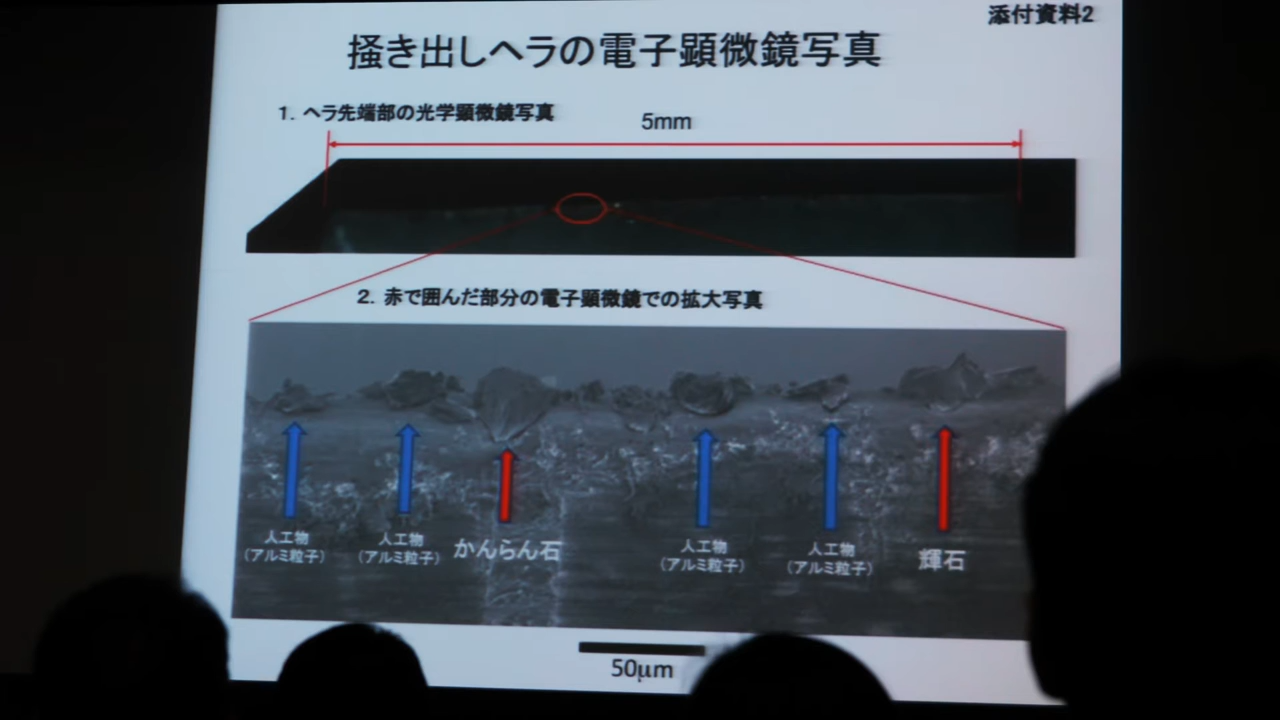 添付資料2
掻き出しヘラの電子顕微鏡写真
1. ヘラ先端部の光学顕微鏡写真
5mm
2. 赤で囲んだ部分の電子顕微鏡での拡大写真
人工物
(アルミ粒子)
人工物
(アルミ粒子)
かんらん石
人工物
(アルミ粒子)
人工物
(アルミ粒子)
輝石
50μm